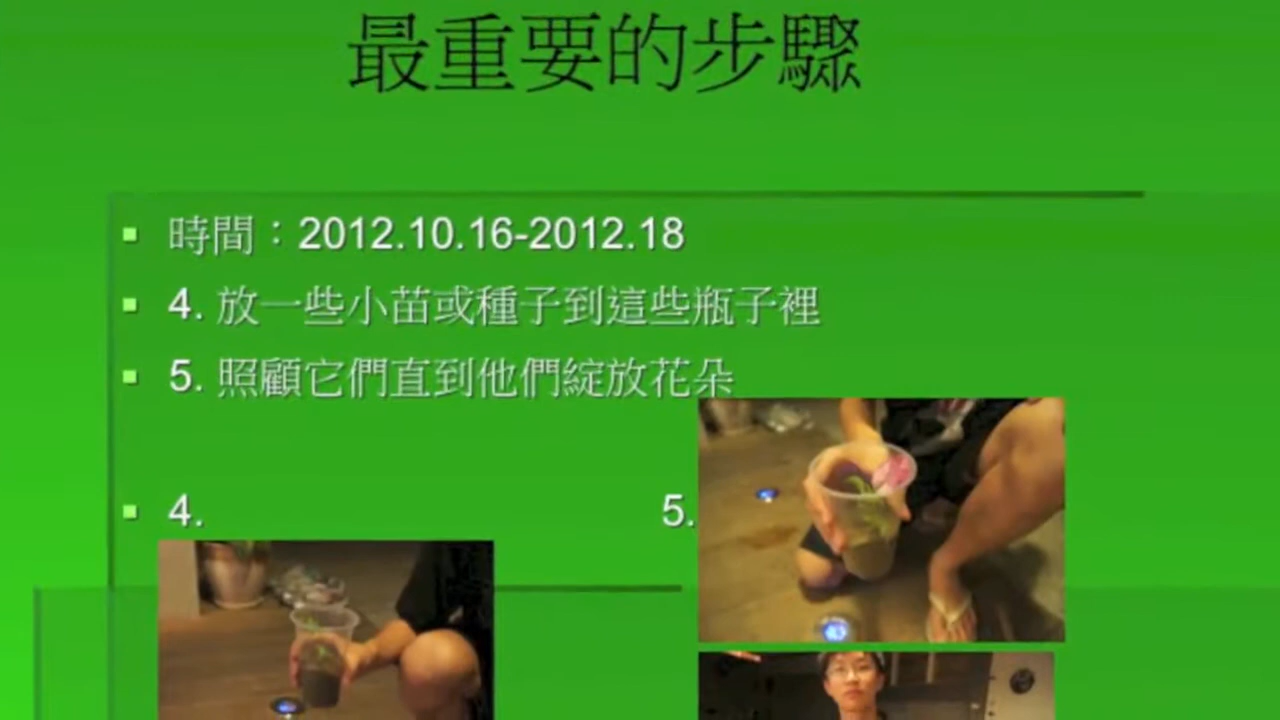 最重要的步驟
時間：2012.10.16-2012.18
4. 放一些小苗或種子到這些瓶子裡
5. 照顧它們直到他們綻放花朵
4. 5.